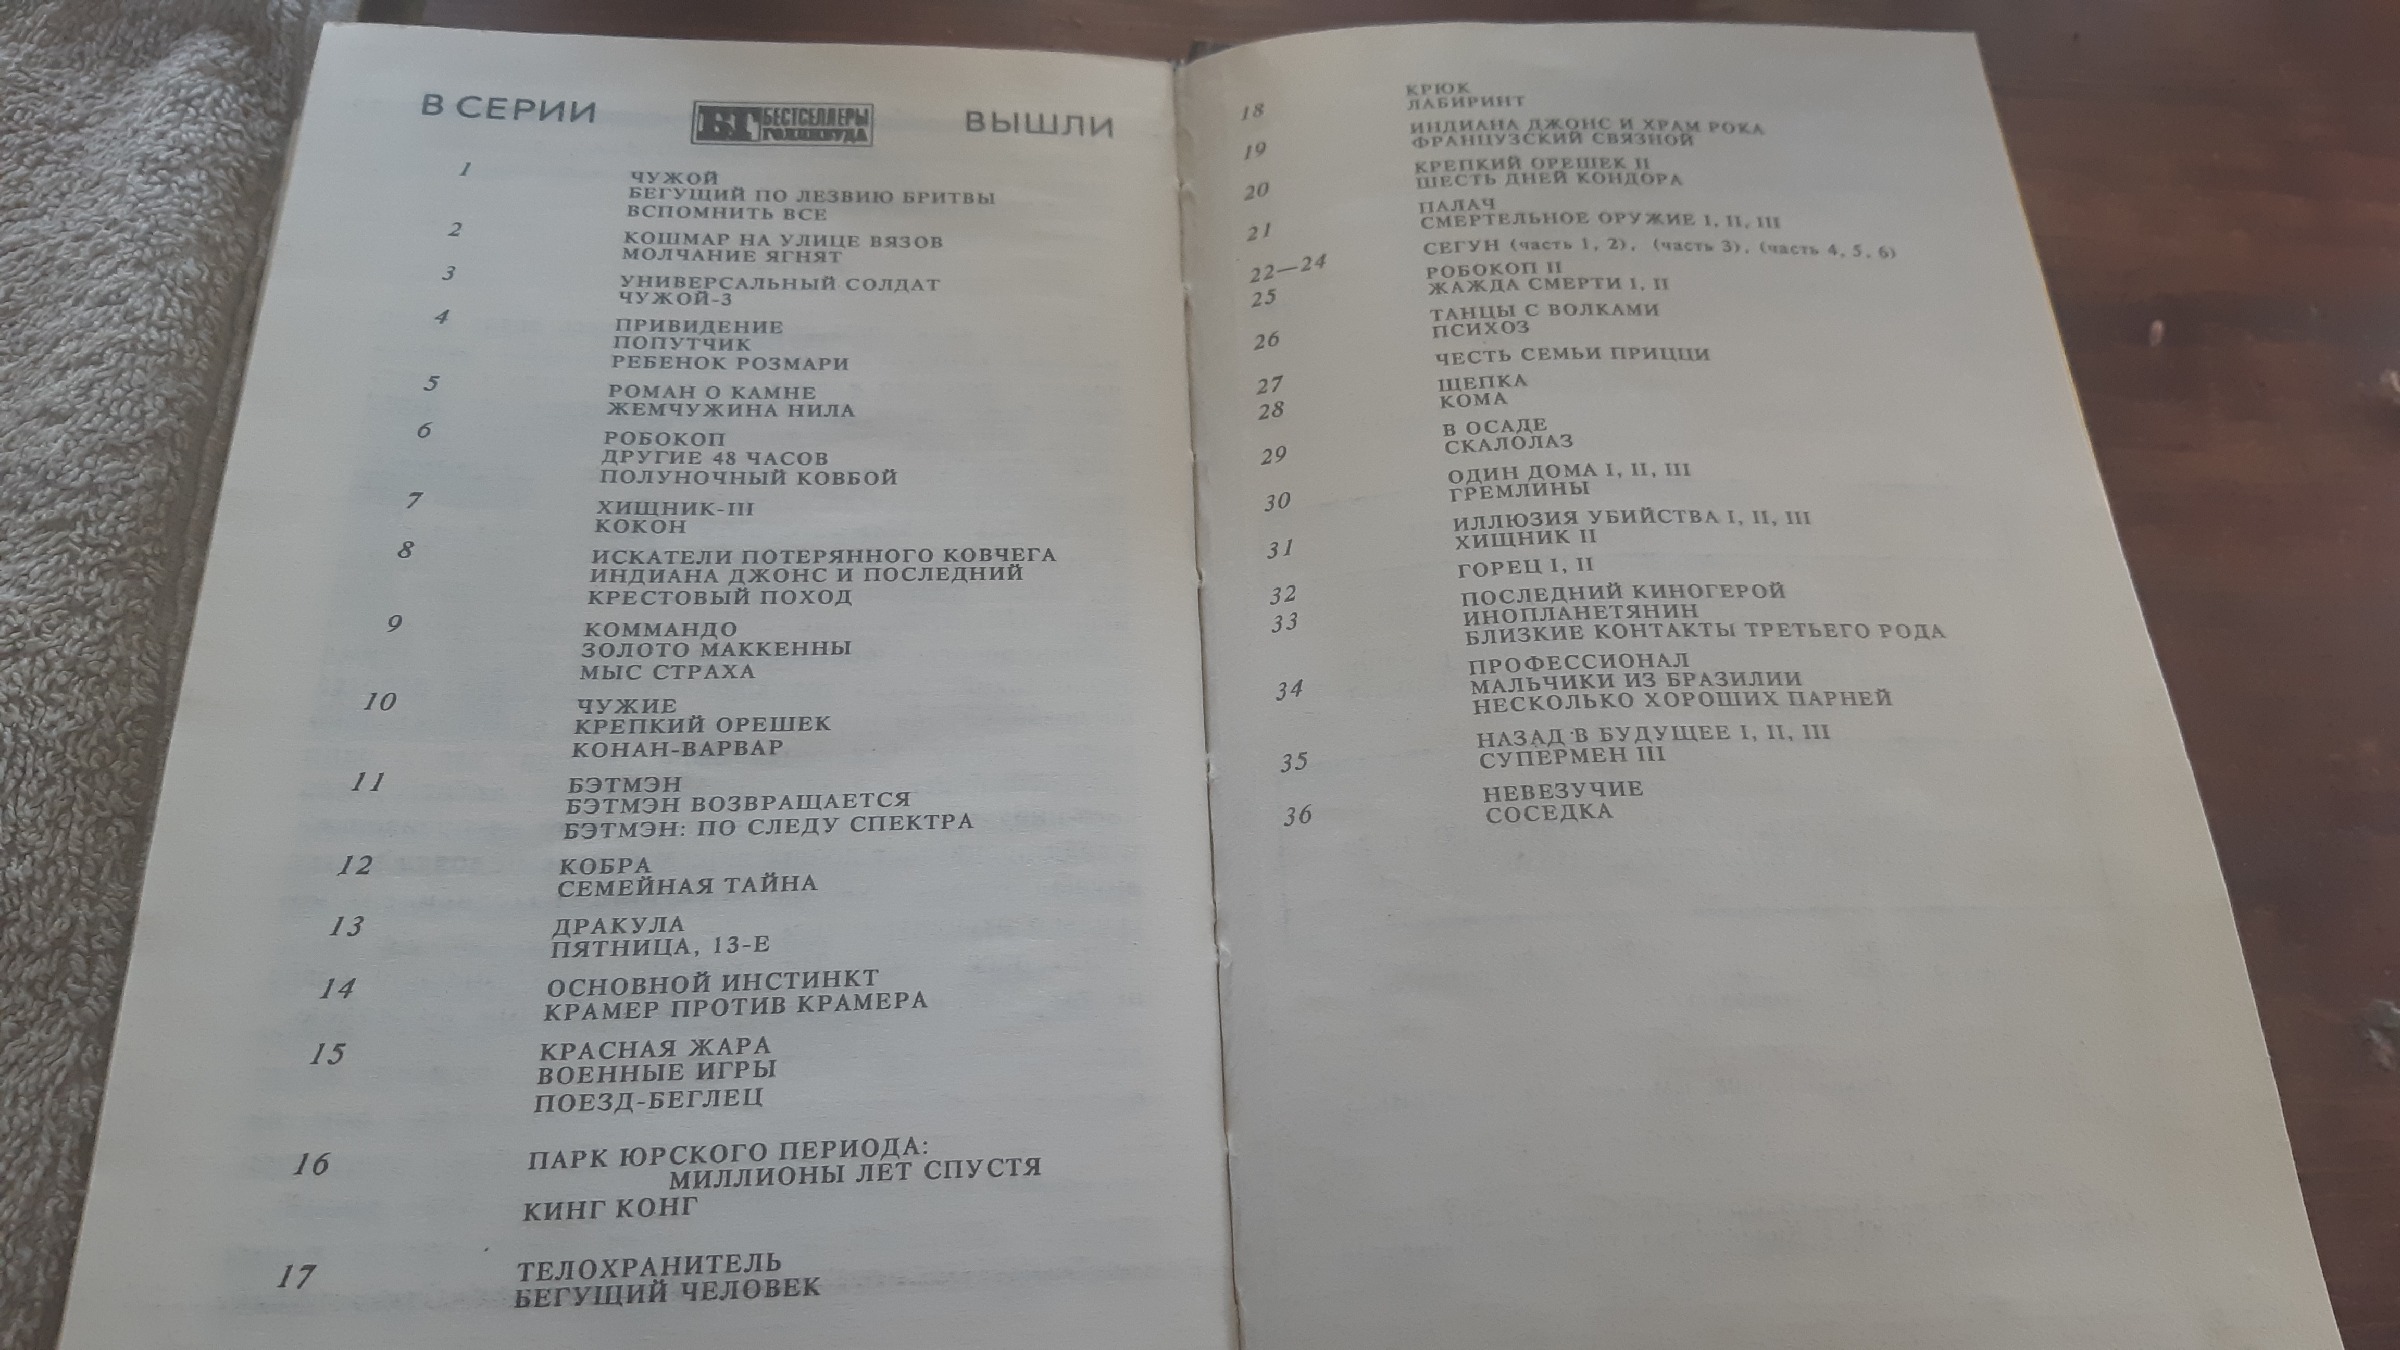 В СЕРИИ БГ БЕСТСЕЛЛЕРЫ ГОЛЛИВУДА ВЫШЛИ
1 ЧУЖОЙ
БЕГУЩИЙ ПО ЛЕЗВИЮ БРИТВЫ
ВСПОМНИТЬ ВСЕ
2 КОШМАР НА УЛИЦЕ ВЯЗОВ
МОЛЧАНИЕ ЯГНЯТ
3 УНИВЕРСАЛЬНЫЙ СОЛДАТ
ЧУЖОЙ-3
4 ПРИВИДЕНИЕ
ПОПУТЧИК
РЕБЕНОК РОЗМАРИ
5 РОМАН О КАМНЕ
ЖЕМЧУЖИНА НИЛА
6 РОБОКОП
ДРУГИЕ 48 ЧАСОВ
ПОЛУНОЧНЫЙ КОВБОЙ
7 ХИЩНИК-III
КОКОН
8 ИСКАТЕЛИ ПОТЕРЯННОГО КОВЧЕГА
ИНДИАНА ДЖОНС И ПОСЛЕДНИЙ
КРЕСТОВЫЙ ПОХОД
9 КОММАНДО
ЗОЛОТО МАККЕННЫ
МЫС СТРАХА
10 ЧУЖИЕ
КРЕПКИЙ ОРЕШЕК
КОНАН-ВАРВАР
11 БЭТМЭН
БЭТМЭН ВОЗВРАЩАЕТСЯ
БЭТМЭН: ПО СЛЕДУ СПЕКТРА
12 КОБРА
СЕМЕЙНАЯ ТАЙНА
13 ДРАКУЛА
ПЯТНИЦА, 13-Е
14 ОСНОВНОЙ ИНСТИНКТ
КРАМЕР ПРОТИВ КРАМЕРА
15 КРАСНАЯ ЖАРА
ВОЕННЫЕ ИГРЫ
ПОЕЗД-БЕГЛЕЦ
16 ПАРК ЮРСКОГО ПЕРИОДА:
МИЛЛИОНЫ ЛЕТ СПУСТЯ
КИНГ КОНГ
17 ТЕЛОХРАНИТЕЛЬ
БЕГУЩИЙ ЧЕЛОВЕК
18 КРЮК
ЛАБИРИНТ
19 ИНДИАНА ДЖОНС И ХРАМ РОКА
ФРАНЦУЗСКИЙ СВЯЗНОЙ
20 КРЕПКИЙ ОРЕШЕК II
ШЕСТЬ ДНЕЙ КОНДОРА
21 ПАЛАЧ
СМЕРТЕЛЬНОЕ ОРУЖИЕ I, II, III
22—24 СЕГУН (часть 1, 2), (часть 3), (часть 4, 5, 6)
25 РОБОКОП II
ЖАЖДА СМЕРТИ I, II
26 ТАНЦЫ С ВОЛКАМИ
ПСИХОЗ
27 ЧЕСТЬ СЕМЬИ ПРИЦЦИ
28 ЩЕПКА
КОМА
29 В ОСАДЕ
СКАЛОЛАЗ
30 ОДИН ДОМА I, II, III
ГРЕМЛИНЫ
31 ИЛЛЮЗИЯ УБИЙСТВА I, II, III
ХИЩНИК II
32 ГОРЕЦ I, II
33 ПОСЛЕДНИЙ КИНОГЕРОЙ
ИНОПЛАНЕТЯНИН
БЛИЗКИЕ КОНТАКТЫ ТРЕТЬЕГО РОДА
34 ПРОФЕССИОНАЛ
МАЛЬЧИКИ ИЗ БРАЗИЛИИ
НЕСКОЛЬКО ХОРОШИХ ПАРНЕЙ
35 НАЗАД В БУДУЩЕЕ I, II, III
СУПЕРМЕН III
36 НЕВЕЗУЧИЕ
СОСЕДКА